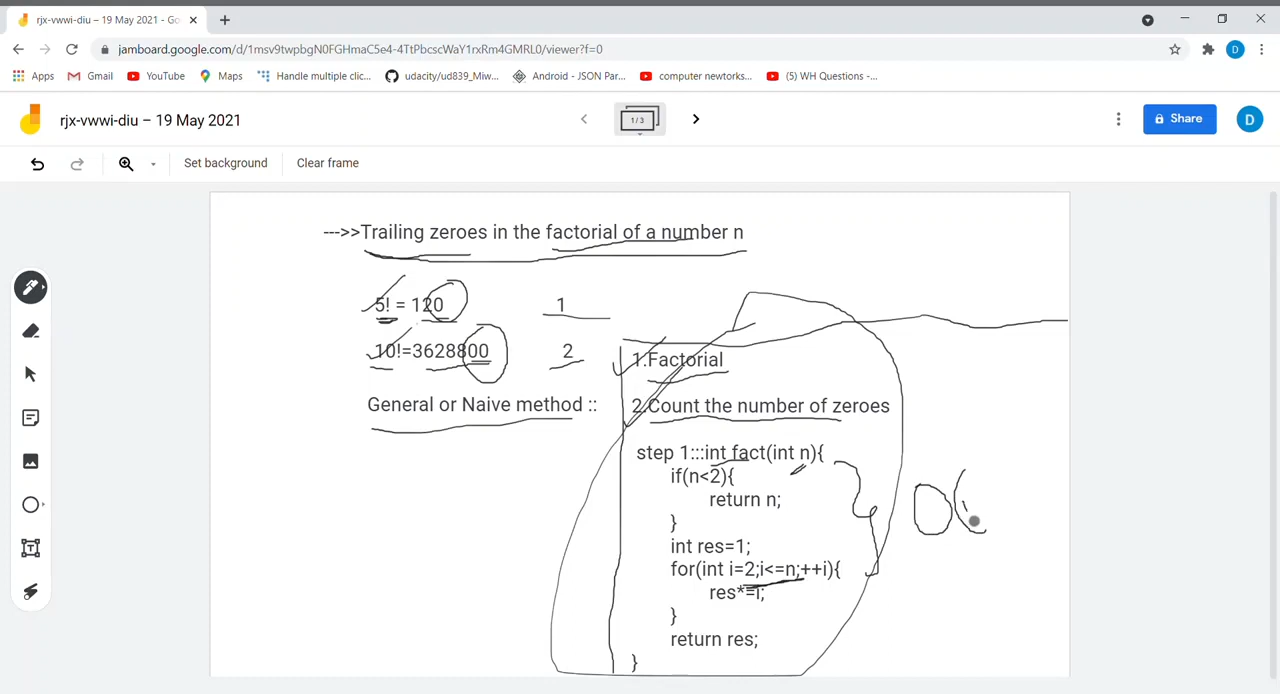 rjx-vwwi-diu – 19 May 2021 - Go
jamboard.google.com/d/1msv9twpbgN0FGHmaC5e4-4TtPbcscWaY1rxRm4GMRL0/viewer?f=0
D
Apps Gmail YouTube Maps Handle multiple clic... udacity/ud839_Miw... Android - JSON Par... computer newtorks... (5) WH Questions -...
rjx-vwwi-diu – 19 May 2021
1/3
Share
D
Set background Clear frame
--->>Trailing zeroes in the factorial of a number n
5! = 120 1
10!=3628800 2
1.Factorial
General or Naive method :: 2.Count the number of zeroes
step 1:::int fact(int n){
if(n<2){
return n;
}
int res=1;
for(int i=2;i<=n;++i){
res*=i;
}
return res;
}
O(